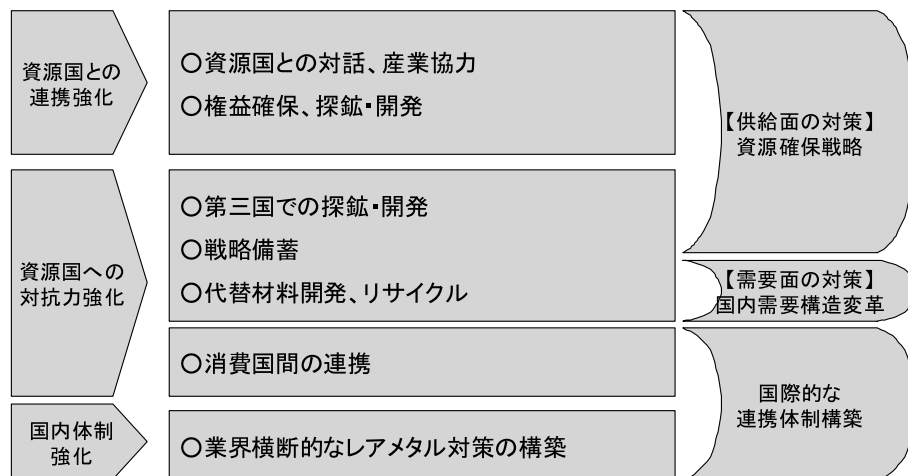 資源国との
連携強化
○資源国との対話、産業協力
○権益確保、探鉱・開発
【供給面の対策】
資源確保戦略
資源国への
対抗力強化
○第三国での探鉱・開発
○戦略備蓄
○代替材料開発、リサイクル
【需要面の対策】
国内需要構造変革
○消費国間の連携
国際的な
連携体制構築
国内体制
強化
○業界横断的なレアメタル対策の構築